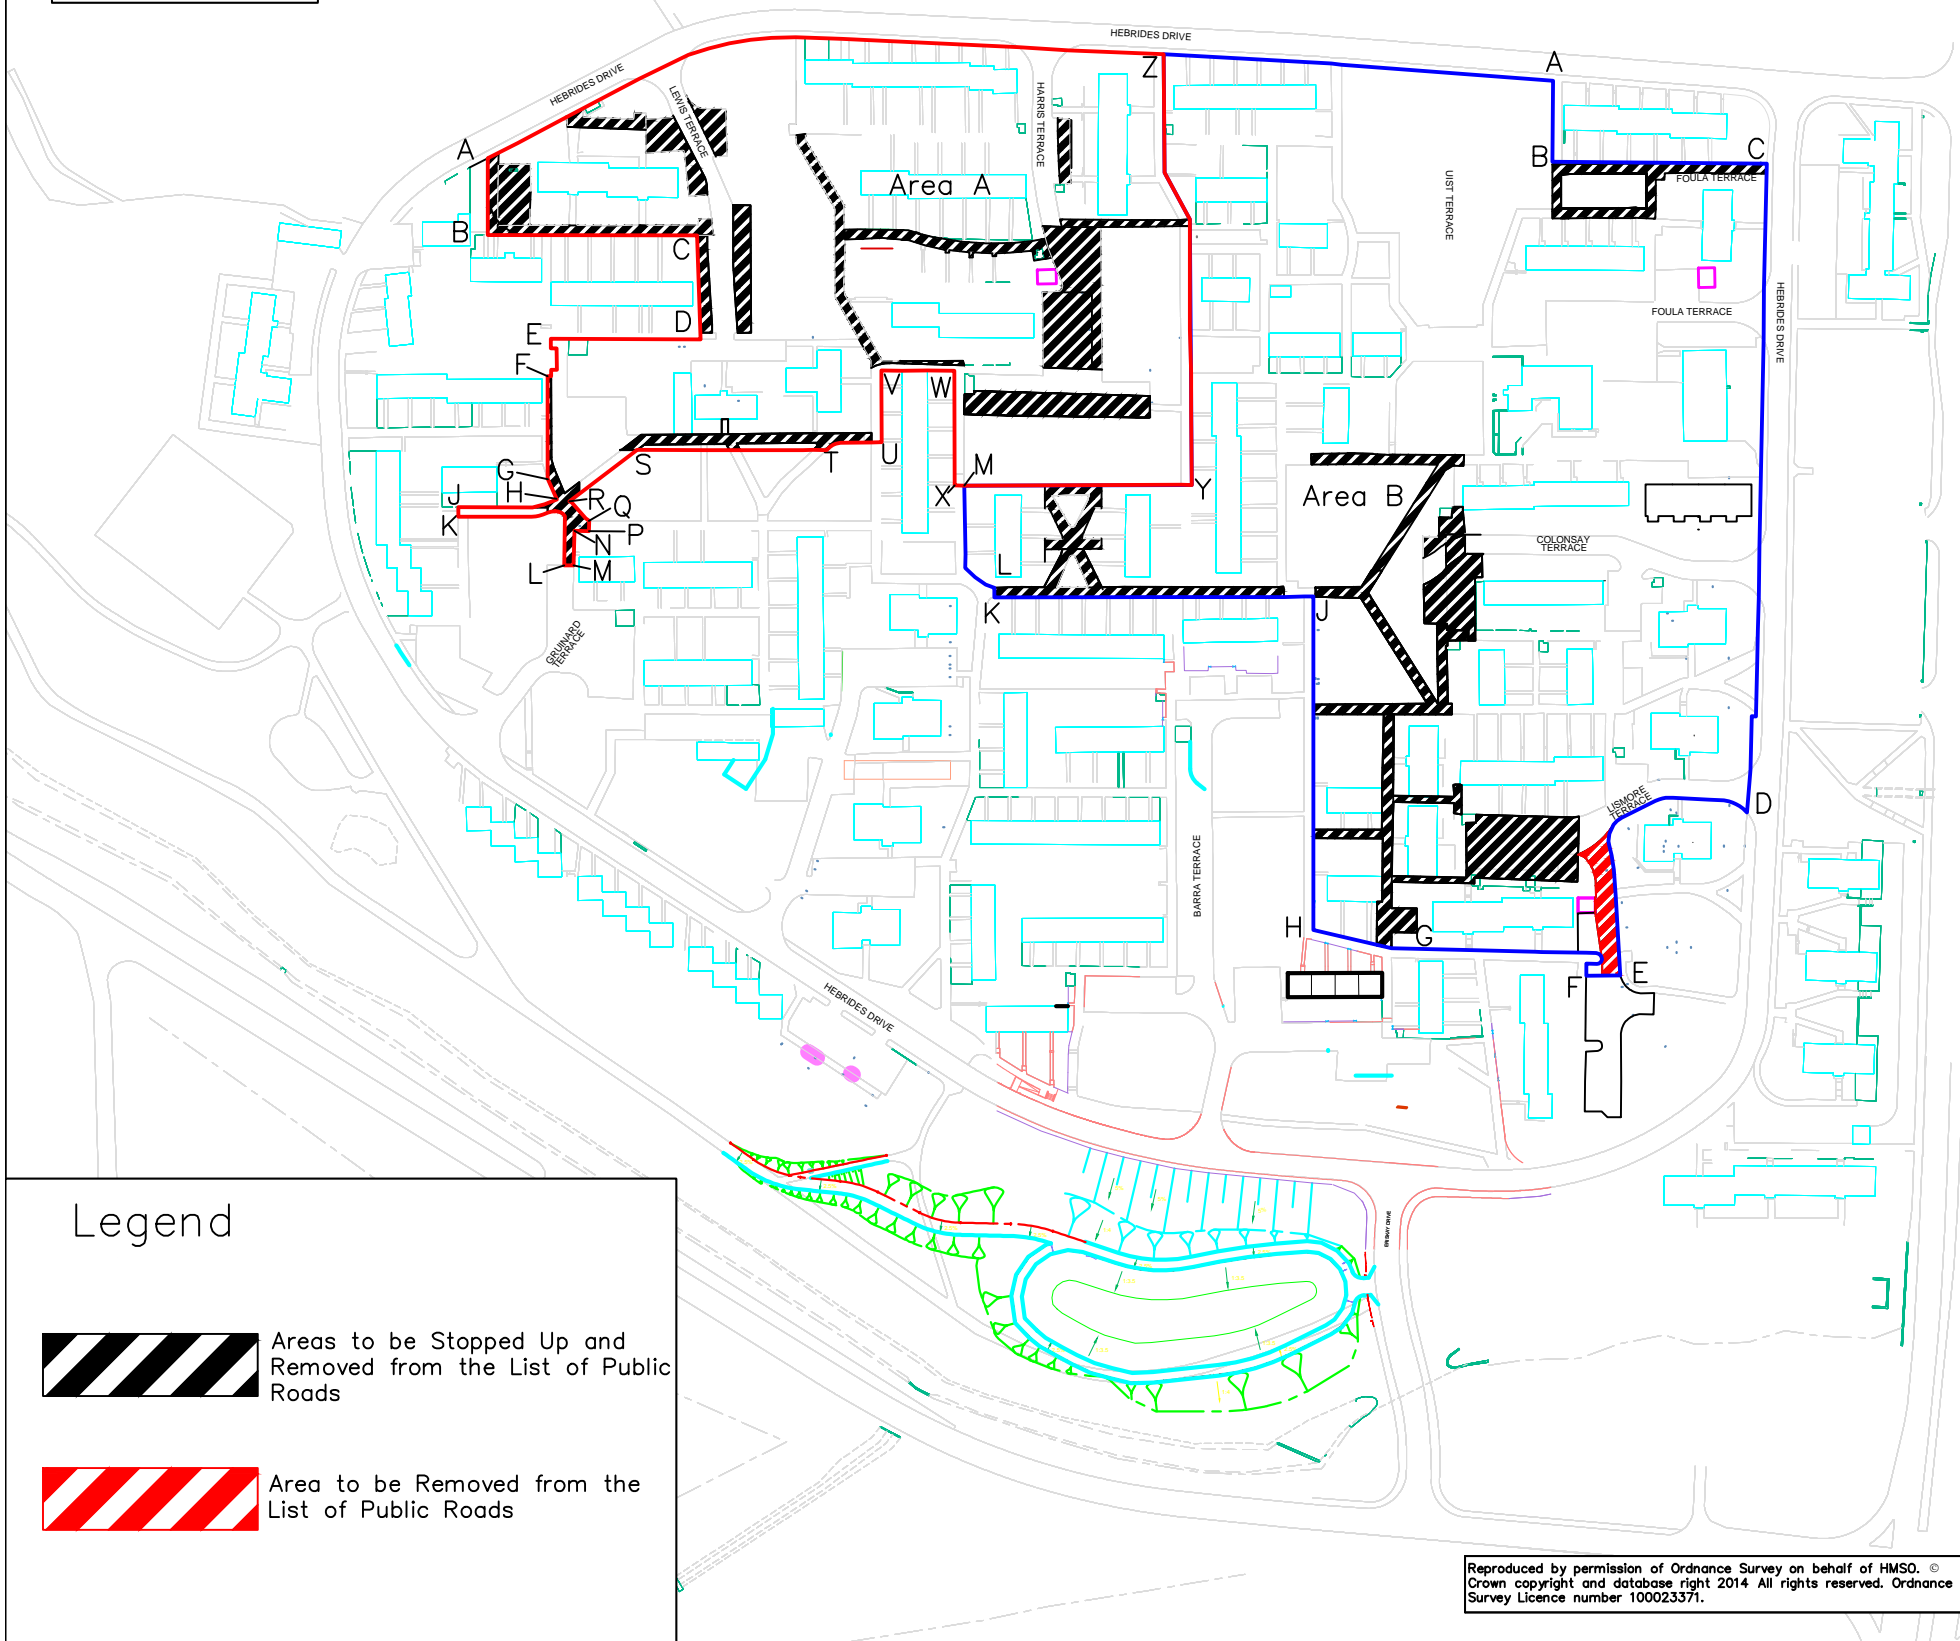 HEBRIDES DRIVE
HEBRIDES DRIVE
LEWIS TERRACE
HARRIS TERRACE
Z
A
A
B
C
FOULA TERRACE
UIST TERRACE
Area A
B
C
D
E
F
FOULA TERRACE
HEBRIDES DRIVE
V
W
U
S
T
M
X
Y
Area B
G
H
J
K
R
Q
P
N
L
M
L
K
J
COLONSAY
TERRACE
GRUINARD
TERRACE
LISMORE
TERRACE
D
BARRA TERRACE
H
G
F
E
HEBRIDES DRIVE
ERISKAY DRIVE
Legend
Areas to be Stopped Up and
Removed from the List of Public
Roads
Area to be Removed from the
List of Public Roads
Reproduced by permission of Ordnance Survey on behalf of HMSO. ©
Crown copyright and database right 2014 All rights reserved. Ordnance
Survey Licence number 100023371.